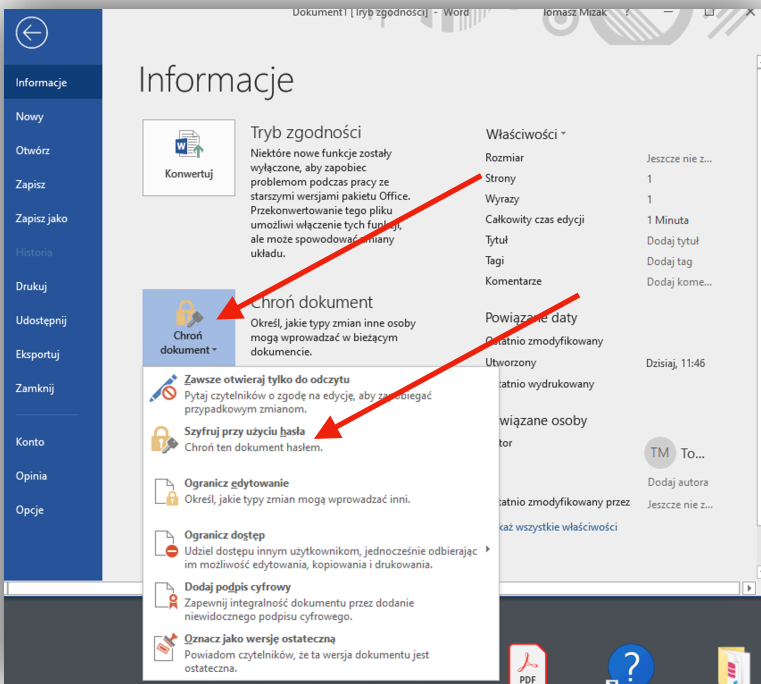 Dokument1 [Tryb zgodności] - Word
Tomasz Mizak ?
Informacje
Nowy
Otwórz
Zapisz
Zapisz jako
Historia
Drukuj
Udostępnij
Eksportuj
Zamknij
Konto
Opinia
Opcje
Informacje
Konwertuj
Tryb zgodności
Niektóre nowe funkcje zostały
wyłączone, aby zapobiec
problemom podczas pracy ze
starszymi wersjami pakietu Office.
Przekonwertowanie tego pliku
umożliwi włączenie tych funkcji,
ale może spowodować zmiany
układu.
Chroń
dokument
Chroń dokument
Określ, jakie typy zmian inne osoby
mogą wprowadzać w bieżącym
dokumencie.
Zawsze otwieraj tylko do odczytu
Pytaj czytelników o zgodę na edycję, aby zapobiegać
przypadkowym zmianom.
Szyfruj przy użyciu hasła
Chroń ten dokument hasłem.
Ogranicz edytowanie
Określ, jakie typy zmian mogą wprowadzać inni.
Ogranicz dostęp
Udziel dostępu innym użytkownikom, jednocześnie odbierając
im możliwość edytowania, kopiowania i drukowania.
Dodaj podpis cyfrowy
Zapewnij integralność dokumentu przez dodanie
niewidocznego podpisu cyfrowego.
Oznacz jako wersję ostateczną
Powiadom czytelników, że ta wersja dokumentu jest
ostateczna.
Właściwości
Rozmiar Jeszcze nie z...
Strony 1
Wyrazy 1
Całkowity czas edycji 1 Minuta
Tytuł Dodaj tytuł
Tagi Dodaj tag
Komentarze Dodaj kome...
Powiązane daty
Ostatnio zmodyfikowany
Utworzony Dzisiaj, 11:46
tatnio wydrukowany
wiązane osoby
tor
TM To...
Dodaj autora
tatnio zmodyfikowany przez Jeszcze nie z...
każ wszystkie właściwości
PDF
?